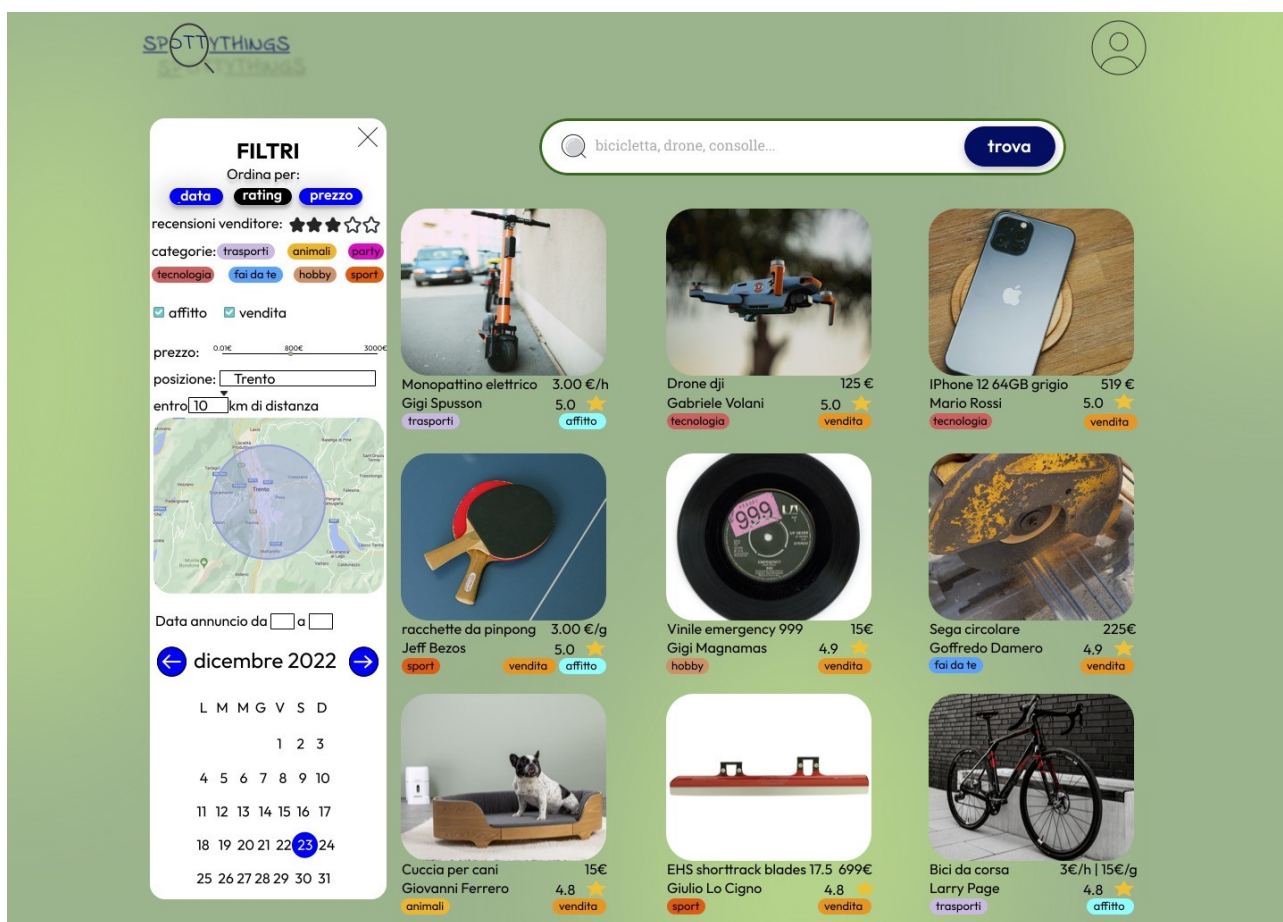 SPOTTYTHINGS
SPOTTYTHINGS
bicicletta, drone, consolle...
trova
FILTRI
Ordina per:
data rating prezzo
recensioni venditore:
categorie: trasporti animali party
tecnologia fai da te hobby sport
affitto vendita
prezzo: 0.01€ 800€ 3000€
posizione: Trento
entro 10 km di distanza
Trento
Data annuncio da a
dicembre 2022
L M M G V S D
1 2 3
4 5 6 7 8 9 10
11 12 13 14 15 16 17
18 19 20 21 22 23 24
25 26 27 28 29 30 31
Monopattino elettrico 3.00 €/h
Gigi Spusson 5.0
trasporti affitto
Drone dji 125 €
Gabriele Volani 5.0
tecnologia vendita
IPhone 12 64GB grigio 519 €
Mario Rossi 5.0
tecnologia vendita
999
racchette da pinpong 3.00 €/g
Jeff Bezos 5.0
sport vendita affitto
Vinile emergency 999 15€
Gigi Magnamas 4.9
hobby vendita
Sega circolare 225€
Goffredo Damero 4.9
fai da te vendita
Cuccia per cani 15€
Giovanni Ferrero 4.8
animali vendita
EHS shorttrack blades 17.5 699€
Giulio Lo Cigno 4.8
sport vendita
Bici da corsa 3€/h | 15€/g
Larry Page 4.8
trasporti affitto